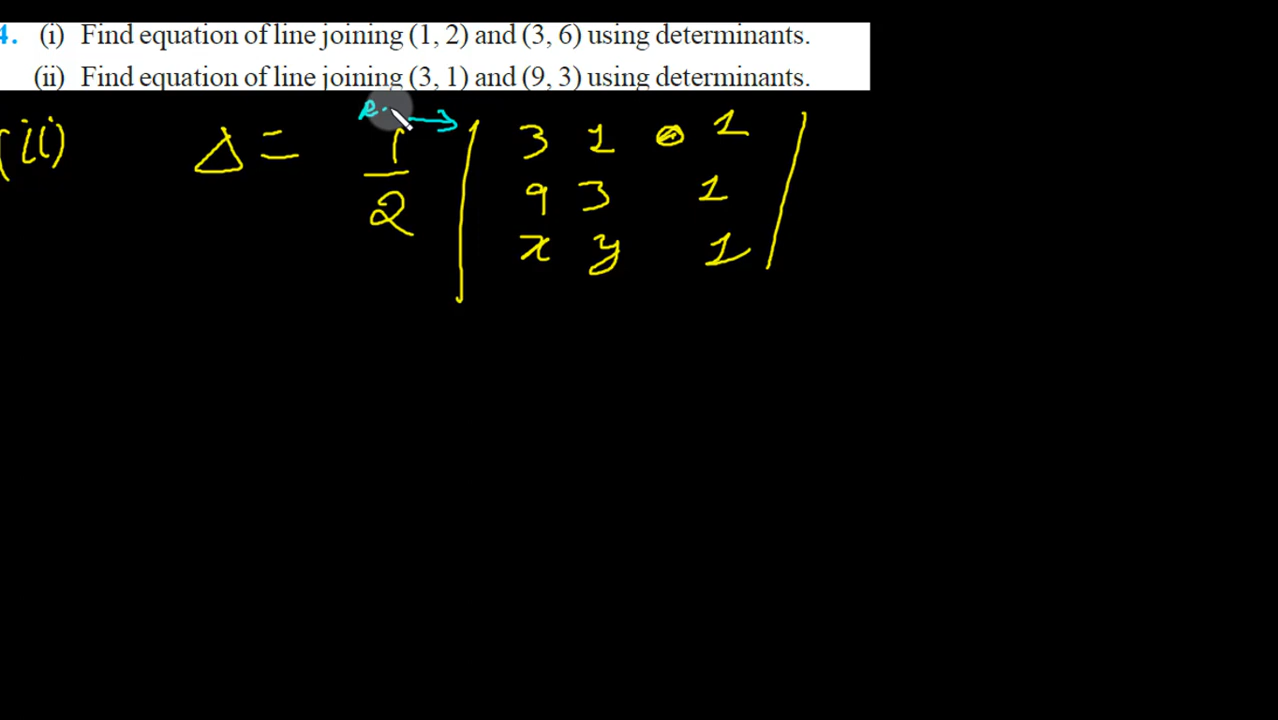 4. (i) Find equation of line joining (1, 2) and (3, 6) using determinants.
(ii) Find equation of line joining (3, 1) and (9, 3) using determinants.
R.
(ii) Δ = 1/2 | 3 1 1 |
9 3 1
x y 1